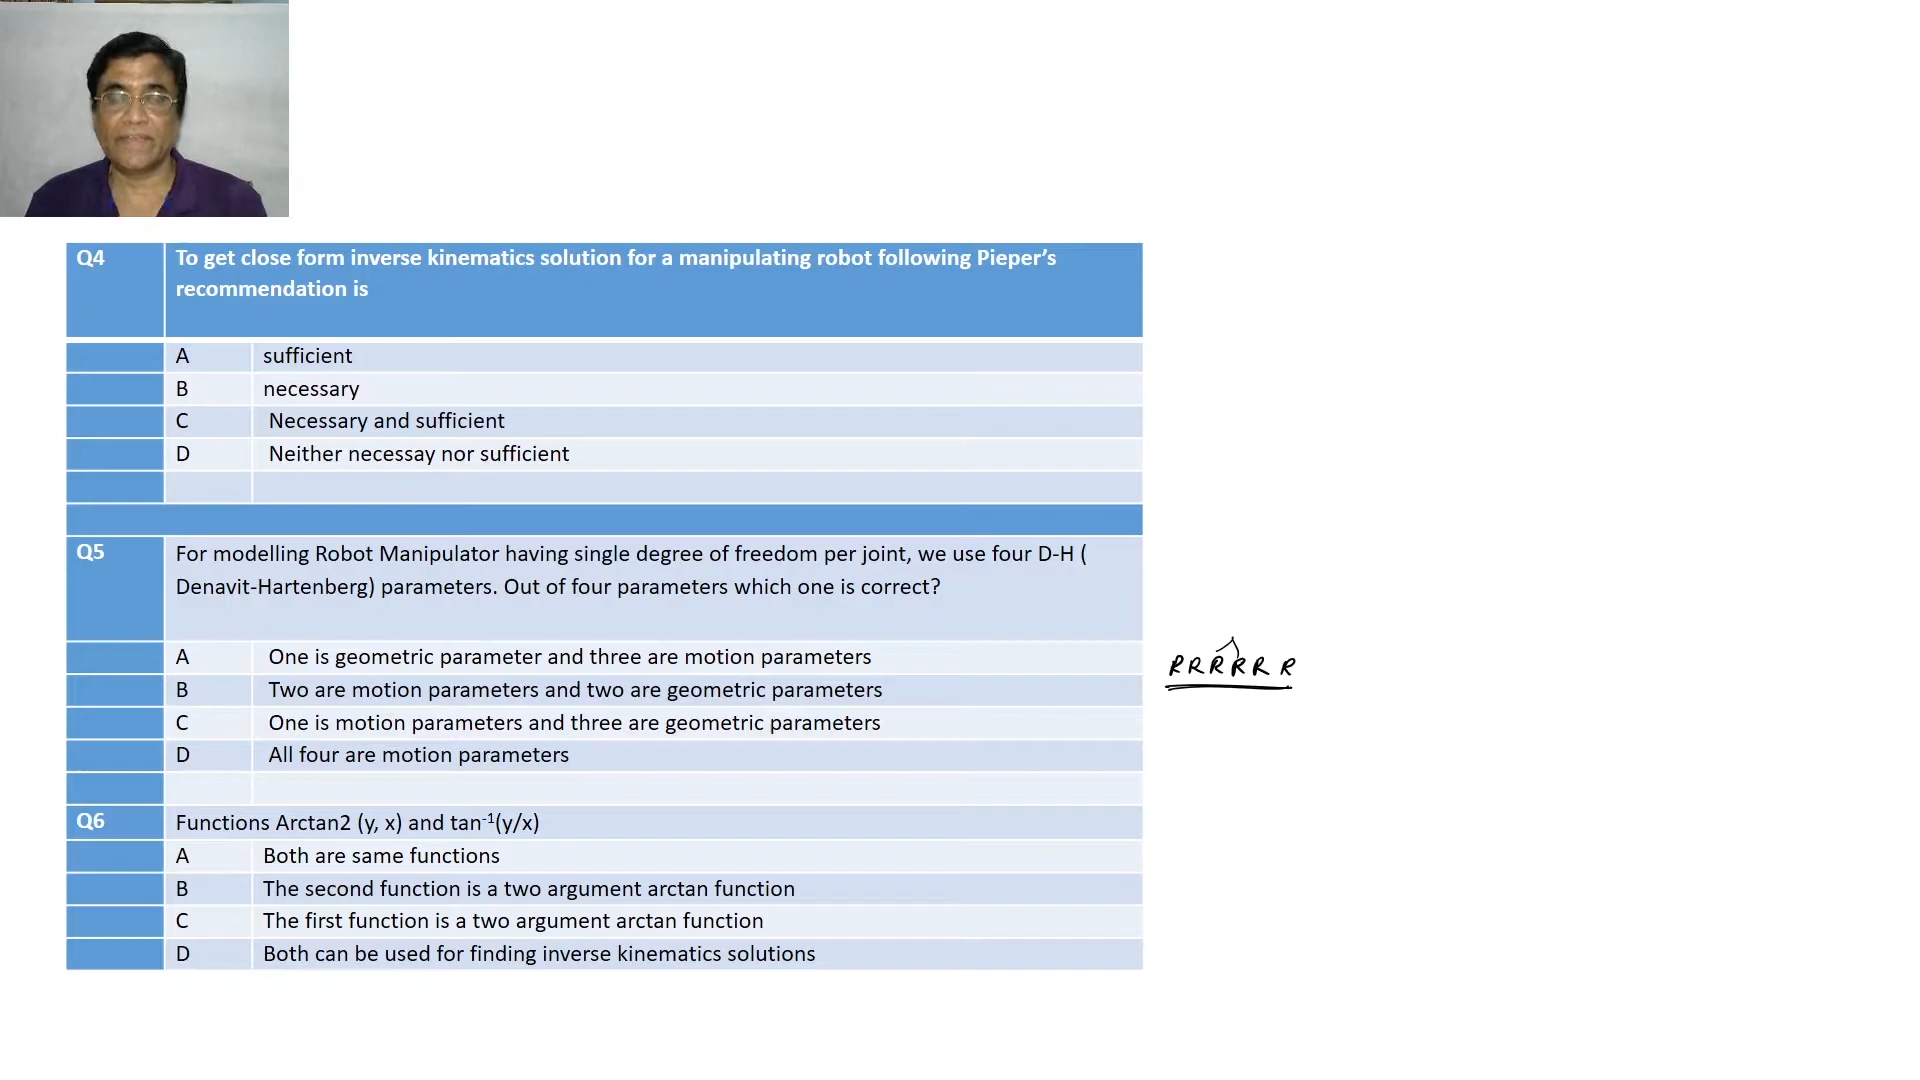 Q4 To get close form inverse kinematics solution for a manipulating robot following Pieper's
recommendation is
A sufficient
B necessary
C Necessary and sufficient
D Neither necessay nor sufficient
Q5 For modelling Robot Manipulator having single degree of freedom per joint, we use four D-H (
Denavit-Hartenberg) parameters. Out of four parameters which one is correct?
A One is geometric parameter and three are motion parameters
R R R R R R
B Two are motion parameters and two are geometric parameters
C One is motion parameters and three are geometric parameters
D All four are motion parameters
Q6 Functions Arctan2 (y, x) and tan⁻¹(y/x)
A Both are same functions
B The second function is a two argument arctan function
C The first function is a two argument arctan function
D Both can be used for finding inverse kinematics solutions